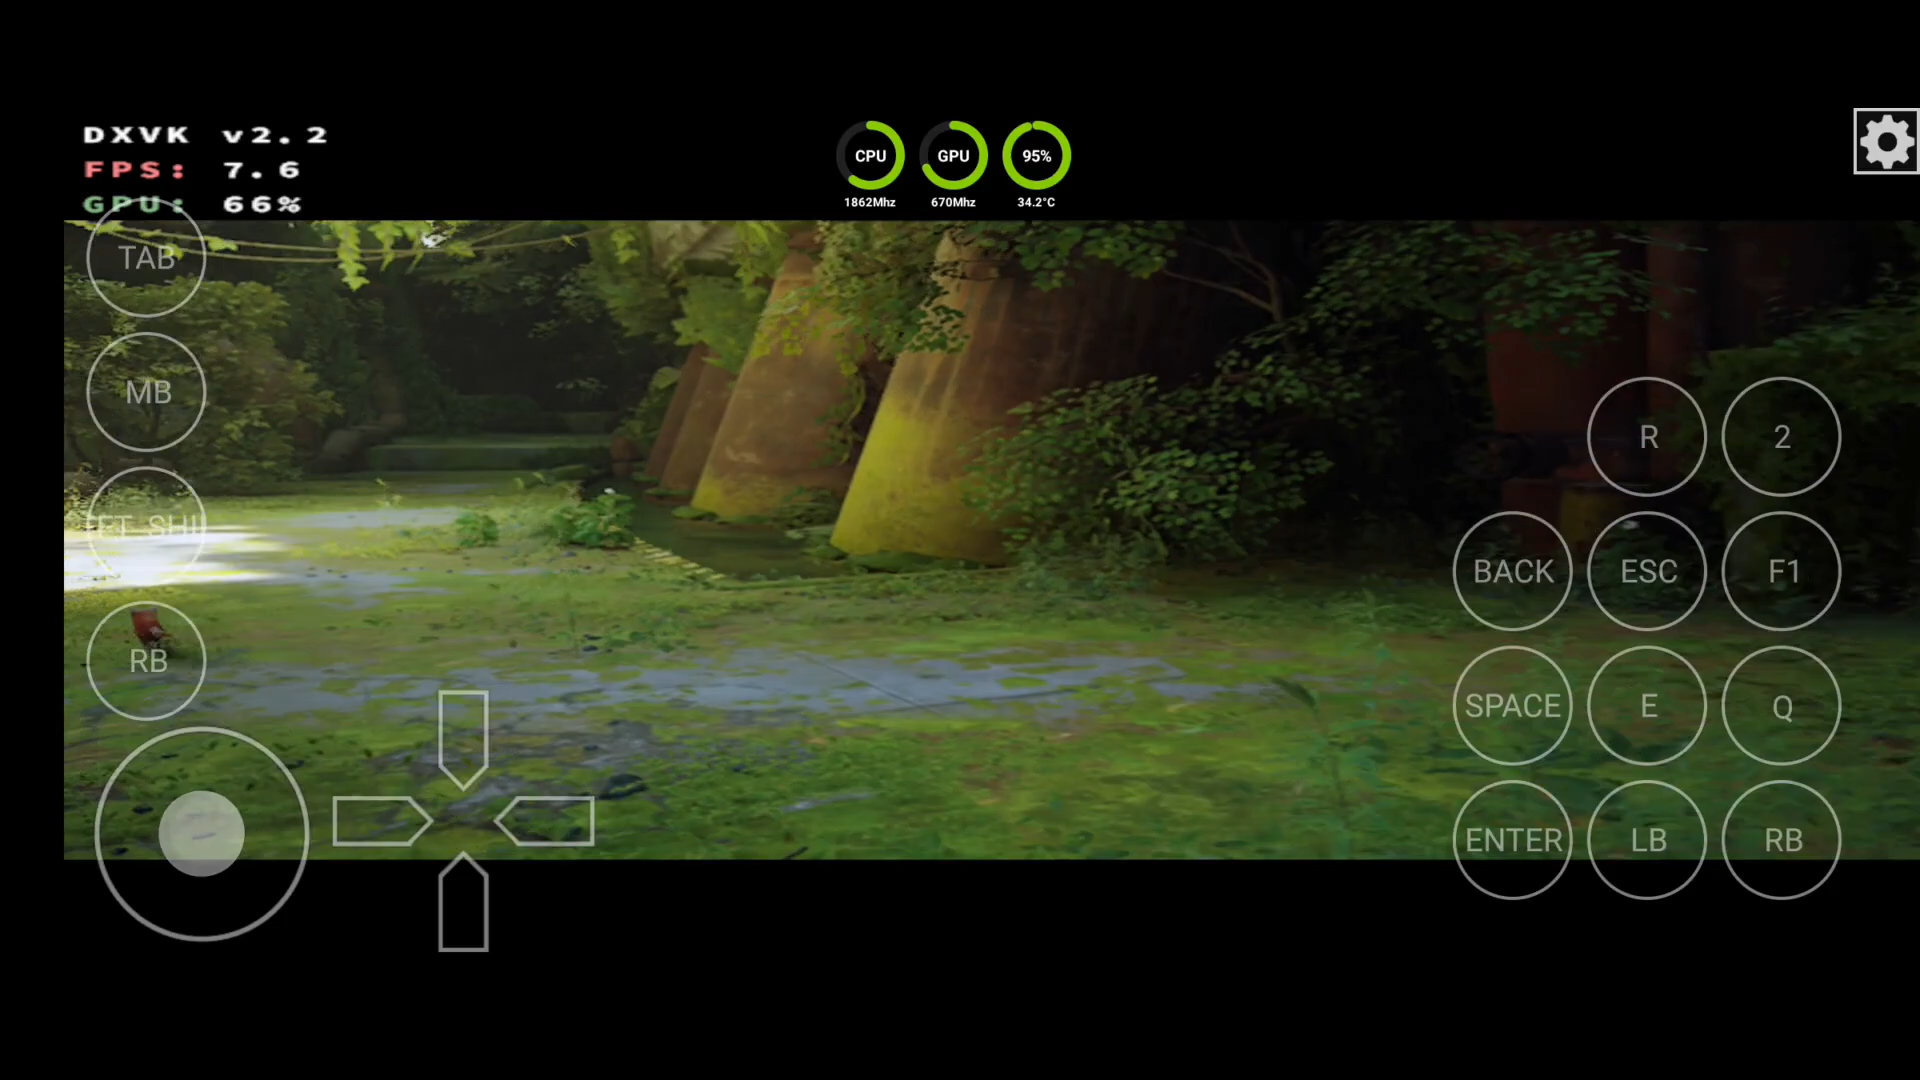 DXVK v2.2
FPS: 7.6
GPU: 66%
CPU
GPU
95%
1862Mhz
670Mhz
34.2°C
TAB
MB
EFT_SHI
RB
R
2
BACK
ESC
F1
SPACE
E
Q
ENTER
LB
RB